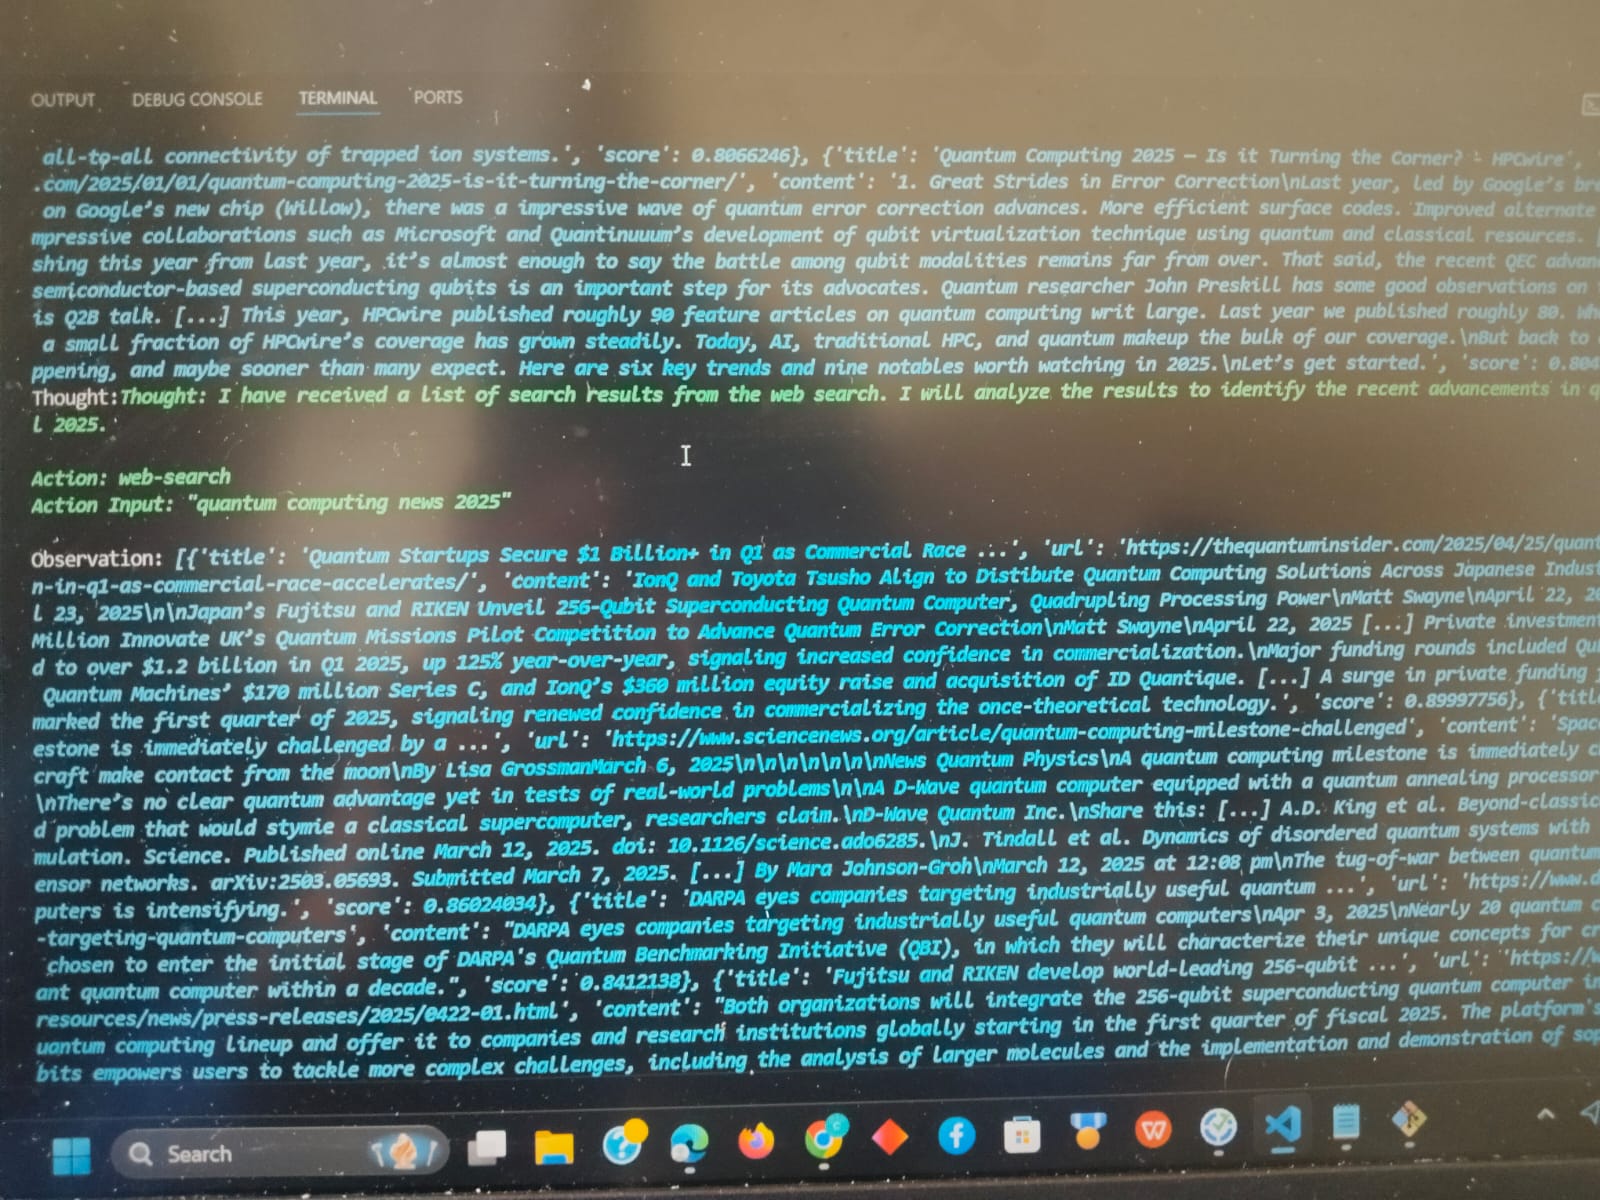 OUTPUT DEBUG CONSOLE TERMINAL PORTS
all-to-all connectivity of trapped ion systems.', 'score': 0.8066246}, {'title': 'Quantum Computing 2025 — Is it Turning the Corner? - HPCwire',
.com/2025/01/01/quantum-computing-2025-is-it-turning-the-corner/', 'content': '1. Great Strides in Error Correction\nLast year, led by Google's br
on Google's new chip (Willow), there was a impressive wave of quantum error correction advances. More efficient surface codes. Improved alternate
mpressive collaborations such as Microsoft and Quantinuuum's development of qubit virtualization technique using quantum and classical resources. [
shing this year from last year, it's almost enough to say the battle among qubit modalities remains far from over. That said, the recent QEC advan
semiconductor-based superconducting qubits is an important step for its advocates. Quantum researcher John Preskill has some good observations on
is Q2B talk. [...] This year, HPCwire published roughly 90 feature articles on quantum computing writ large. Last year we published roughly 80. Wh
a small fraction of HPCwire's coverage has grown steadily. Today, AI, traditional HPC, and quantum makeup the bulk of our coverage.\nBut back to
ppening, and maybe sooner than many expect. Here are six key trends and nine notables worth watching in 2025.\nLet's get started.', 'score': 0.804
Thought:Thought: I have received a list of search results from the web search. I will analyze the results to identify the recent advancements in q
l 2025.
Action: web-search
Action Input: "quantum computing news 2025"
Observation: [{'title': 'Quantum Startups Secure $1 Billion+ in Q1 as Commercial Race ...', 'url': 'https://thequantuminsider.com/2025/04/25/quant
n-in-q1-as-commercial-race-accelerates/', 'content': 'IonQ and Toyota Tsusho Align to Distibute Quantum Computing Solutions Across Japanese Indust
l 23, 2025\n\nJapan's Fujitsu and RIKEN Unveil 256-Qubit Superconducting Quantum Computer, Quadrupling Processing Power\nMatt Swayne\nApril 22, 20
Million Innovate UK's Quantum Missions Pilot Competition to Advance Quantum Error Correction\nMatt Swayne\nApril 22, 2025 [...] Private investment
d to over $1.2 billion in Q1 2025, up 125% year-over-year, signaling increased confidence in commercialization.\nMajor funding rounds included Qu
Quantum Machines' $170 million Series C, and IonQ's $360 million equity raise and acquisition of ID Quantique. [...] A surge in private funding
marked the first quarter of 2025, signaling renewed confidence in commercializing the once-theoretical technology.', 'score': 0.89997756}, {'titl
estone is immediately challenged by a ...', 'url': 'https://www.sciencenews.org/article/quantum-computing-milestone-challenged', 'content': 'Spac
craft make contact from the moon\nBy Lisa GrossmanMarch 6, 2025\n\n\n\n\n\n\nNews Quantum Physics\nA quantum computing milestone is immediately c
\nThere's no clear quantum advantage yet in tests of real-world problems\n\nA D-Wave quantum computer equipped with a quantum annealing processor
d problem that would stymie a classical supercomputer, researchers claim.\nD-Wave Quantum Inc.\nShare this: [...] A.D. King et al. Beyond-classic
mulation. Science. Published online March 12, 2025. doi: 10.1126/science.ado6285.\nJ. Tindall et al. Dynamics of disordered quantum systems with
ensor networks. arXiv:2503.05693. Submitted March 7, 2025. [...] By Mara Johnson-Groh\nMarch 12, 2025 at 12:08 pm\nThe tug-of-war between quantum
puters is intensifying.', 'score': 0.86024034}, {'title': 'DARPA eyes companies targeting industrially useful quantum ...', 'url': 'https://www.d
-targeting-quantum-computers', 'content': "DARPA eyes companies targeting industrially useful quantum computers\nApr 3, 2025\nNearly 20 quantum c
chosen to enter the initial stage of DARPA's Quantum Benchmarking Initiative (QBI), in which they will characterize their unique concepts for cr
ant quantum computer within a decade.", 'score': 0.8412138}, {'title': 'Fujitsu and RIKEN develop world-leading 256-qubit ...', 'url': 'https://w
resources/news/press-releases/2025/0422-01.html', 'content': "Both organizations will integrate the 256-qubit superconducting quantum computer in
uantum computing lineup and offer it to companies and research institutions globally starting in the first quarter of fiscal 2025. The platform's
bits empowers users to tackle more complex challenges, including the analysis of larger molecules and the implementation and demonstration of sop
Search